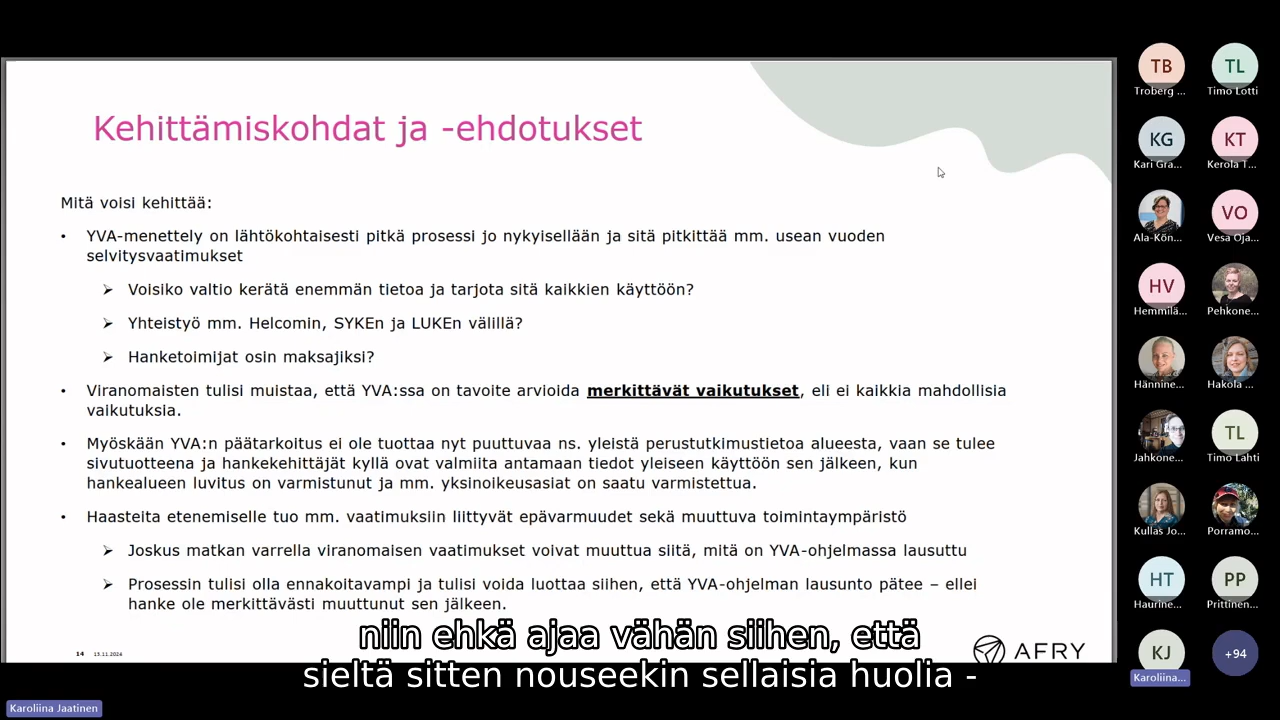 Kehittämiskohdat ja -ehdotukset
Mitä voisi kehittää:
• YVA-menettely on lähtökohtaisesti pitkä prosessi jo nykyisellään ja sitä pitkittää mm. usean vuoden
selvitysvaatimukset
➢ Voisiko valtio kerätä enemmän tietoa ja tarjota sitä kaikkien käyttöön?
➢ Yhteistyö mm. Helcomin, SYKEn ja LUKEn välillä?
➢ Hanketoimijat osin maksajiksi?
• Viranomaisten tulisi muistaa, että YVA:ssa on tavoite arvioida merkittävät vaikutukset, eli ei kaikkia mahdollisia
vaikutuksia.
• Myöskään YVA:n päätarkoitus ei ole tuottaa nyt puuttuvaa ns. yleistä perustutkimustietoa alueesta, vaan se tulee
sivutuotteena ja hankekehittäjät kyllä ovat valmiita antamaan tiedot yleiseen käyttöön sen jälkeen, kun
hankealueen luvitus on varmistunut ja mm. yksinoikeusasiat on saatu varmistettua.
• Haasteita etenemiselle tuo mm. vaatimuksiin liittyvät epävarmuudet sekä muuttuva toimintaympäristö
➢ Joskus matkan varrella viranomaisen vaatimukset voivat muuttua siitä, mitä on YVA-ohjelmassa lausuttu
➢ Prosessin tulisi olla ennakoitavampi ja tulisi voida luottaa siihen, että YVA-ohjelman lausunto pätee – ellei
hanke ole merkittävästi muuttunut sen jälkeen.
14 13.11.2024
AFRY
niin ehkä ajaa vähän siihen, että
sieltä sitten nouseekin sellaisia huolia -
Karoliina Jaatinen
TB TL
Troberg ... Timo Lotti
KG KT
Kari Gra... Kerola T...
VO
Ala-Kön... Vesa Oja...
HV
Hemmilä... Pehkone...
Hännine... Hakola ...
TL
Jahkone... Timo Lahti
Kullas Jo... Porramo...
HT PP
Haurine... Prittinen...
KJ +94
Karoliina...